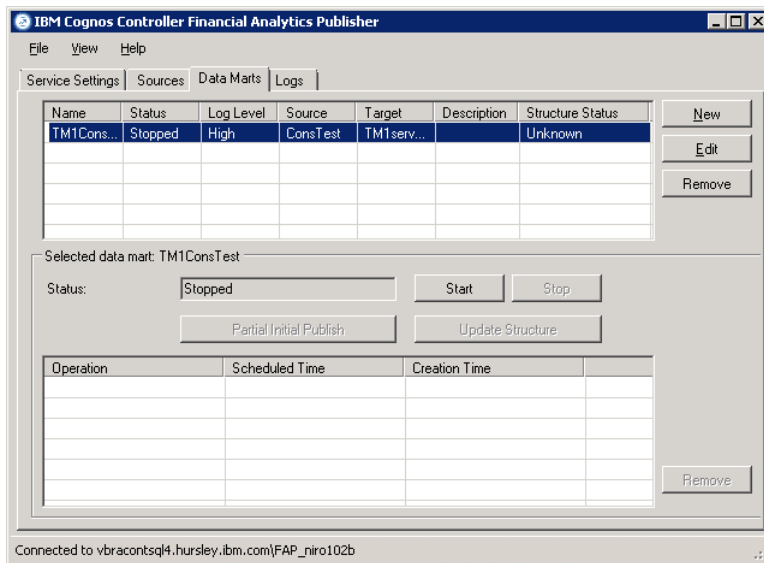 IBM Cognos Controller Financial Analytics Publisher
File View Help
Service Settings Sources Data Marts Logs
Name Status Log Level Source Target Description Structure Status
TM1Cons... Stopped High ConsTest TM1serv... Unknown
New
Edit
Remove
Selected data mart: TM1ConsTest
Status: Stopped Start Stop
Partial Initial Publish Update Structure
Operation Scheduled Time Creation Time
Remove
Connected to vbracontsql4.hursley.ibm.com\FAP_niro102b